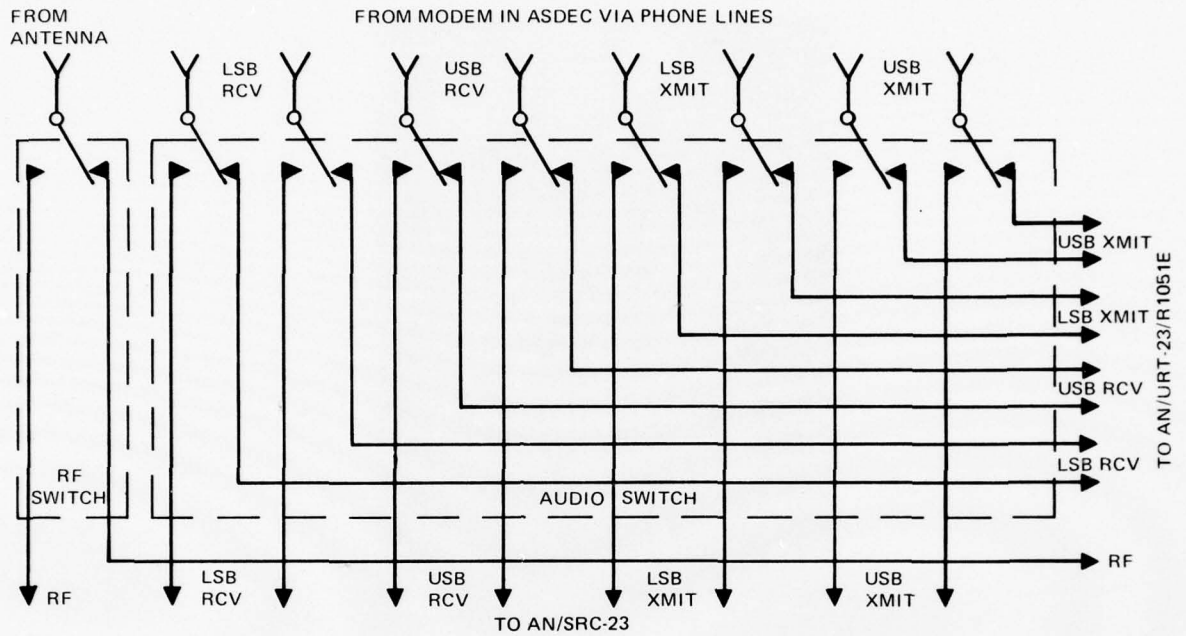 FROM
ANTENNA
FROM MODEM IN ASDEC VIA PHONE LINES
LSB
RCV
USB
RCV
LSB
XMIT
USB
XMIT
USB XMIT
LSB XMIT
USB RCV
LSB RCV
TO AN/URT-23/R1051E
RF
SWITCH
AUDIO SWITCH
RF
RF
LSB
RCV
USB
RCV
LSB
XMIT
USB
XMIT
TO AN/SRC-23